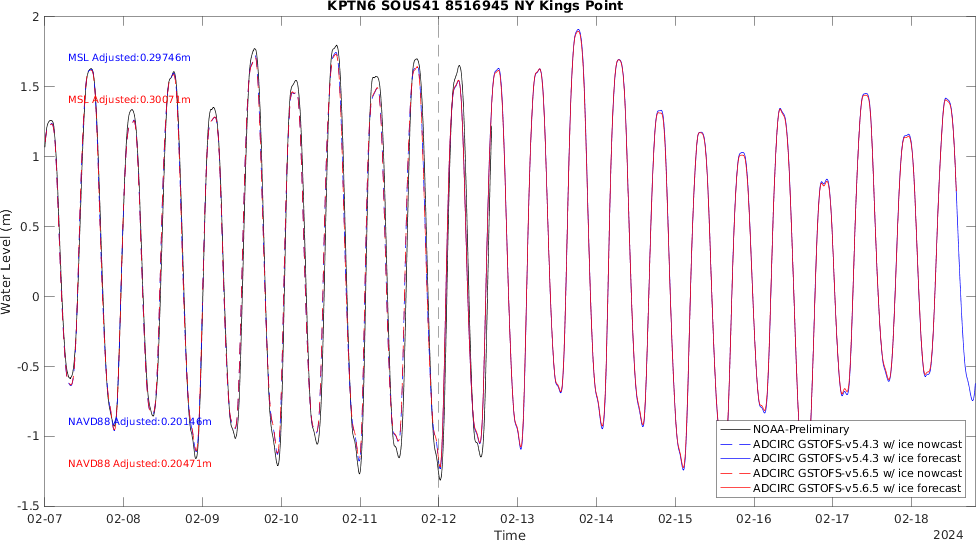 KPTN6 SOUS41 8516945 NY Kings Point
2
1.5
1
0.5
0
-0.5
-1
-1.5
Water Level (m)
MSL Adjusted:0.29746m
MSL Adjusted:0.30071m
NAVD88 Adjusted:0.20146m
NAVD88 Adjusted:0.20471m
NOAA-Preliminary
ADCIRC GSTOFS-v5.4.3 w/ ice nowcast
ADCIRC GSTOFS-v5.4.3 w/ ice forecast
ADCIRC GSTOFS-v5.6.5 w/ ice nowcast
ADCIRC GSTOFS-v5.6.5 w/ ice forecast
02-07 02-08 02-09 02-10 02-11 02-12 02-13 02-14 02-15 02-16 02-17 02-18
Time
2024